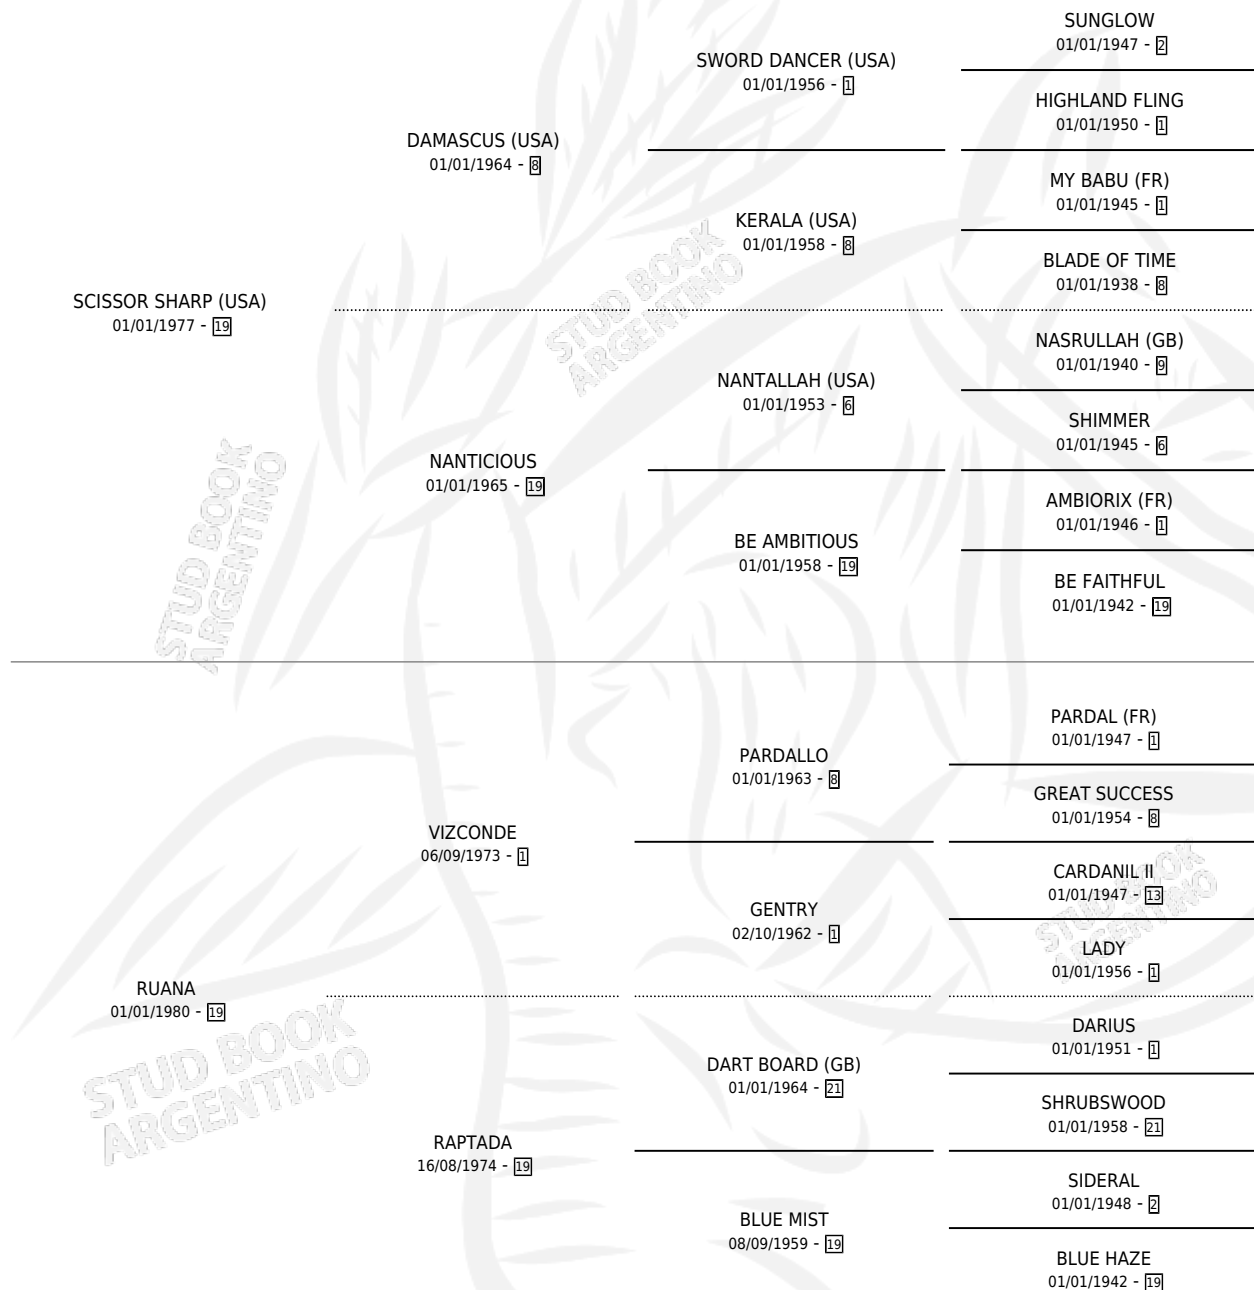 SUNGLOW
01/01/1947 - 2
SWORD DANCER (USA)
01/01/1956 - 1
HIGHLAND FLING
01/01/1950 - 1
DAMASCUS (USA)
01/01/1964 - 8
MY BABU (FR)
01/01/1945 - 1
KERALA (USA)
01/01/1958 - 8
BLADE OF TIME
01/01/1938 - 8
SCISSOR SHARP (USA)
01/01/1977 - 19
NASRULLAH (GB)
01/01/1940 - 9
NANTALLAH (USA)
01/01/1953 - 6
SHIMMER
01/01/1945 - 6
NANTICIOUS
01/01/1965 - 19
AMBIORIX (FR)
01/01/1946 - 1
BE AMBITIOUS
01/01/1958 - 19
BE FAITHFUL
01/01/1942 - 19
PARDAL (FR)
01/01/1947 - 1
PARDALLO
01/01/1963 - 8
GREAT SUCCESS
01/01/1954 - 8
VIZCONDE
06/09/1973 - 1
CARDANIL II
01/01/1947 - 13
GENTRY
02/10/1962 - 1
LADY
01/01/1956 - 1
RUANA
01/01/1980 - 19
DARIUS
01/01/1951 - 1
DART BOARD (GB)
01/01/1964 - 21
SHRUBSWOOD
01/01/1958 - 21
RAPTADA
16/08/1974 - 19
SIDERAL
01/01/1948 - 2
BLUE MIST
08/09/1959 - 19
BLUE HAZE
01/01/1942 - 19
STUD BOOK
ARGENTINO
STUD BOOK
ARGENTINO
STUD BOOK
ARGENTINO
STUD BOOK
ARGENTINO